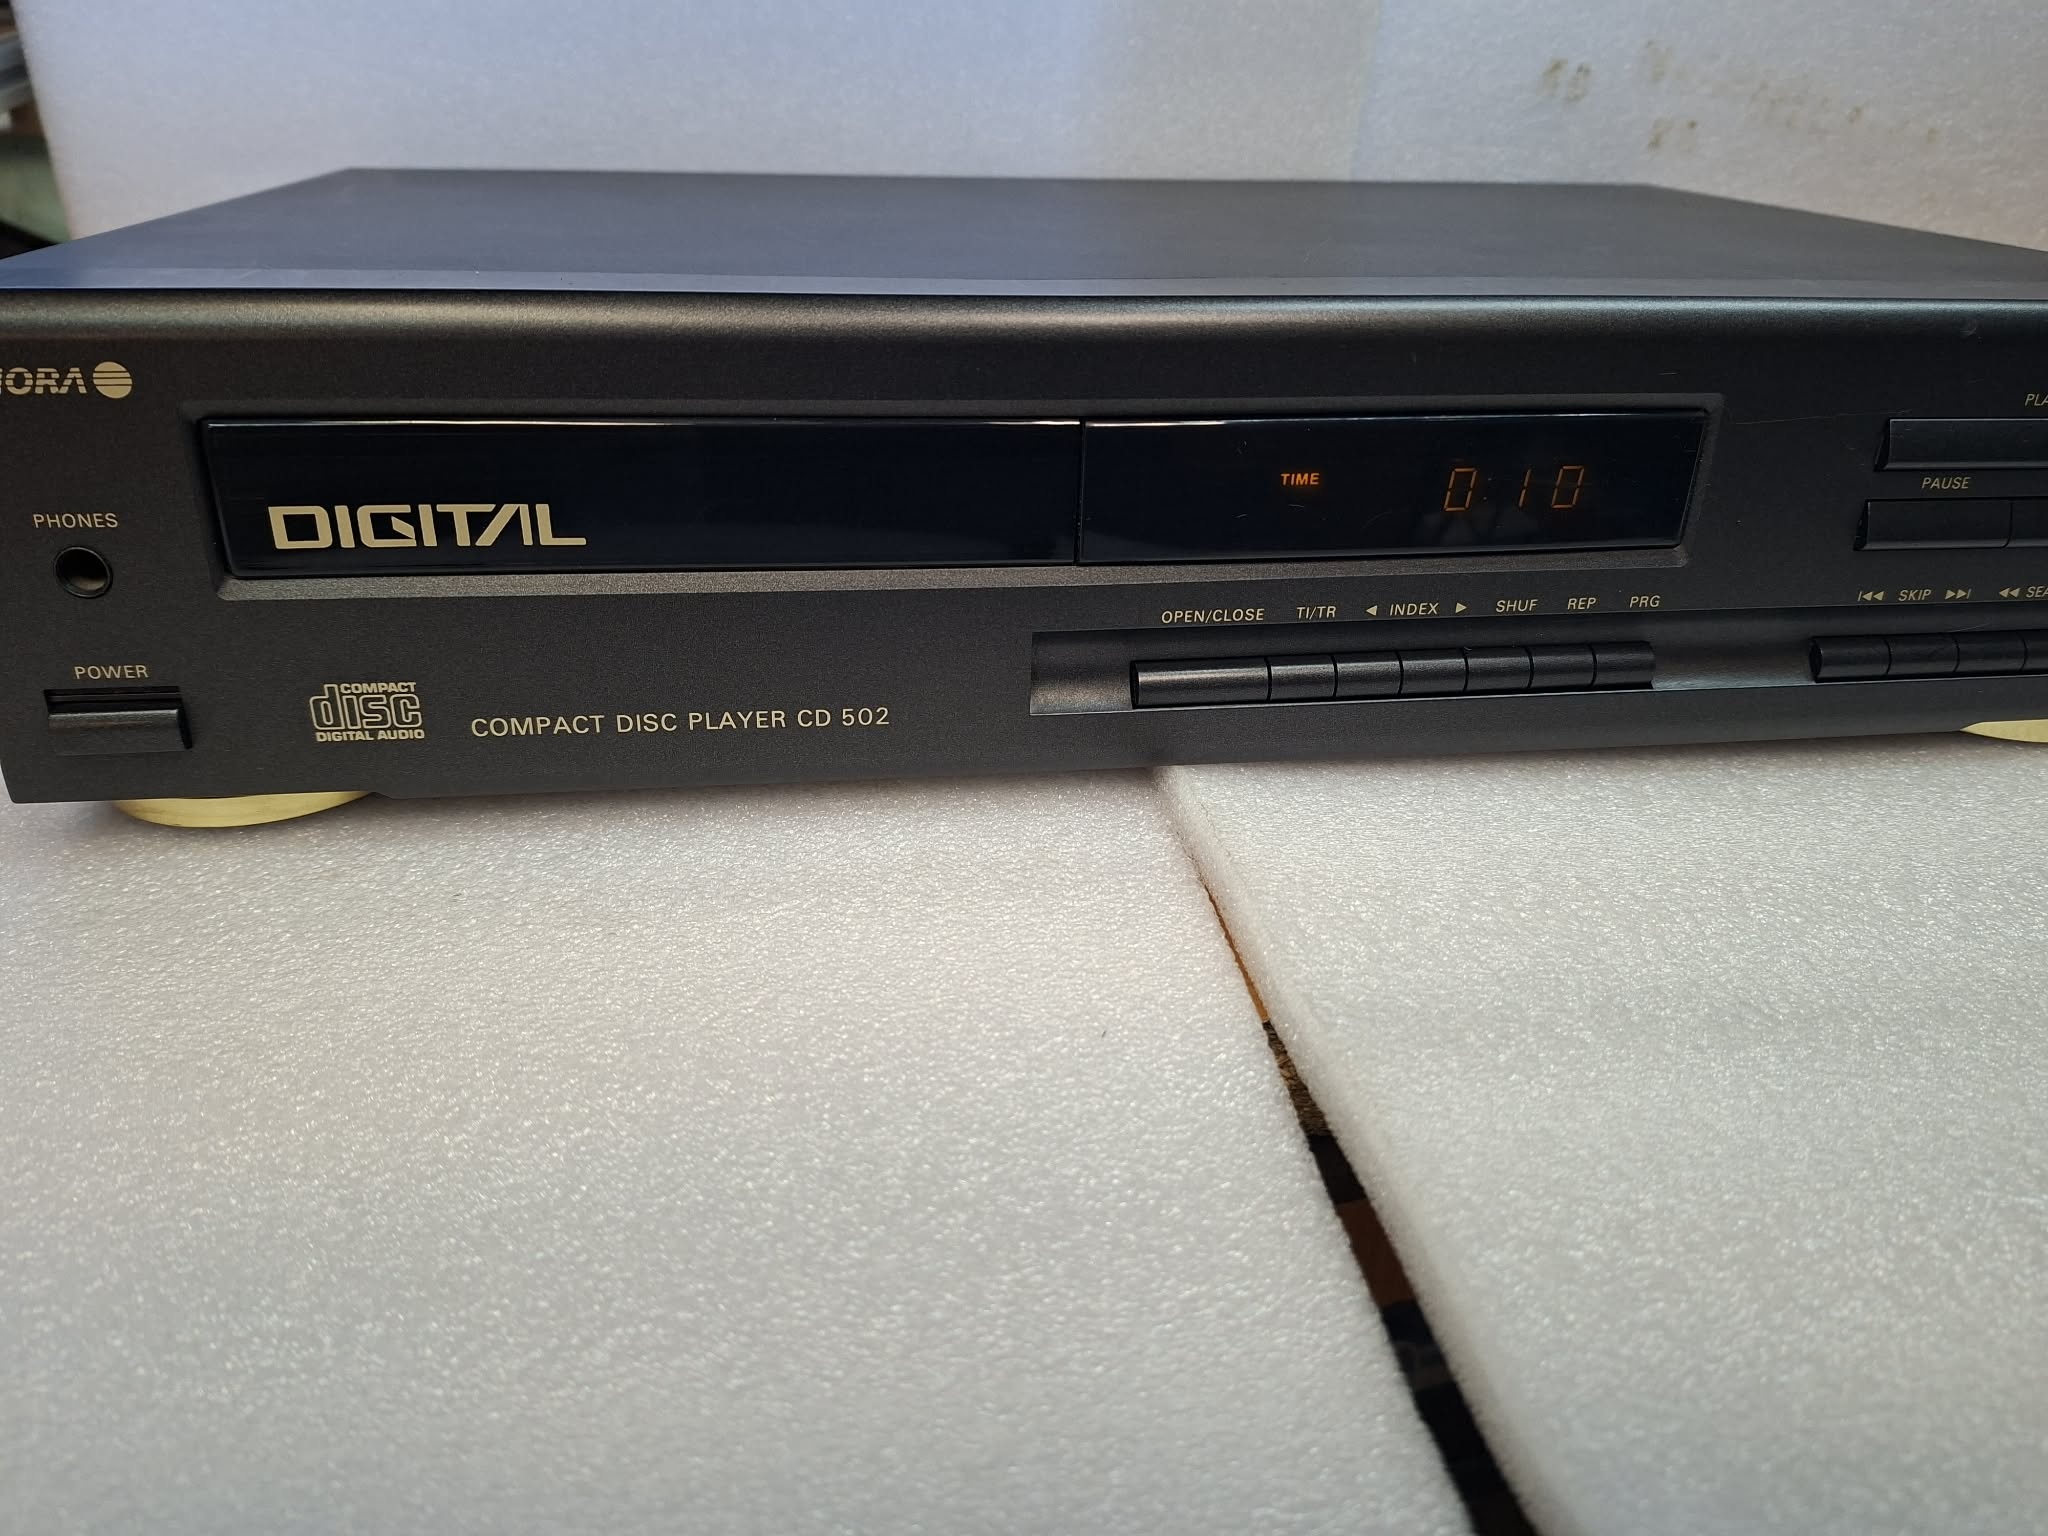 PHONES
POWER
DIGITAL
COMPACT
disc
DIGITAL AUDIO
COMPACT DISC PLAYER CD 502
TIME 0:10
OPEN/CLOSE TI/TR ◀ INDEX ▶ SHUF REP PRG
PAUSE
|◀◀ SKIP ▶▶|